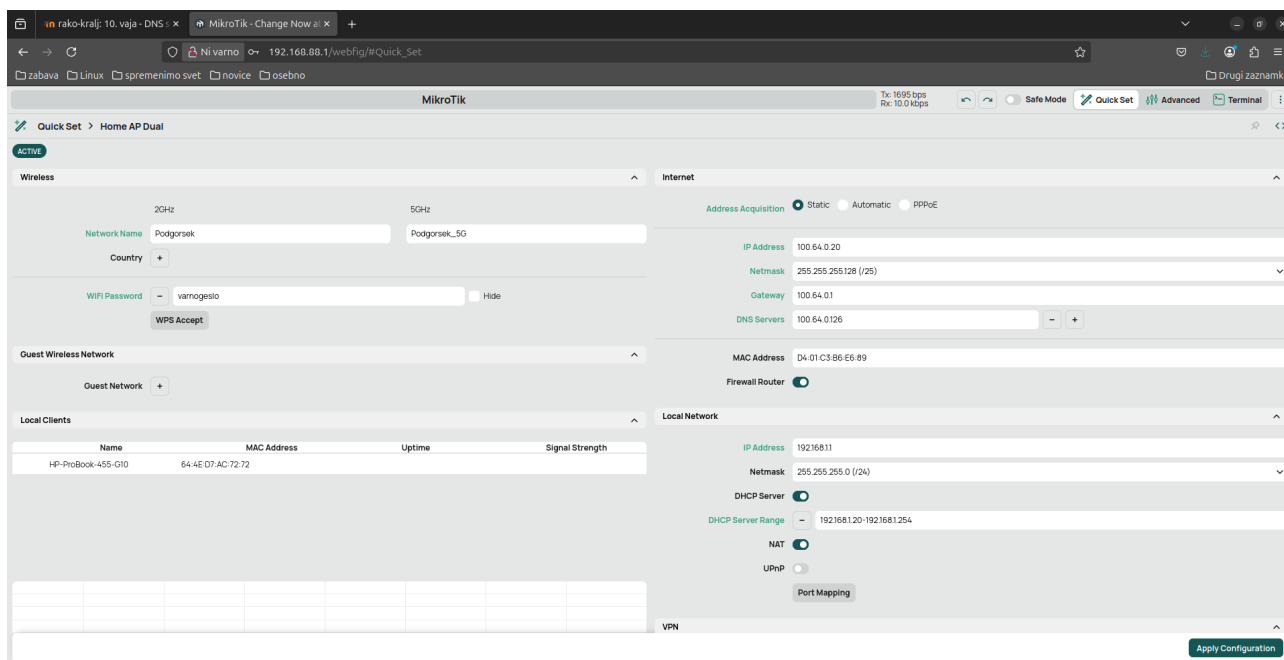 rako-kralj: 10. vaja - DNS s
MikroTik - Change Now at
Ni varno 192.168.88.1/webfig/#Quick_Set
zabava Linux spremenimo svet novice osebno Drugi zaznamk
MikroTik
Tx: 1695 bps
Rx: 10.0 kbps
Safe Mode Quick Set Advanced Terminal
Quick Set > Home AP Dual
ACTIVE
Wireless
2GHz 5GHz
Network Name Podgorsek Podgorsek_5G
Country +
WiFi Password - varnogeslo Hide
WPS Accept
Guest Wireless Network
Guest Network +
Local Clients
Name MAC Address Uptime Signal Strength
HP-ProBook-455-G10 64:4E:D7:AC:72:72
Internet
Address Acquisition Static Automatic PPPoE
IP Address 100.64.0.20
Netmask 255.255.255.128 (/25)
Gateway 100.64.0.1
DNS Servers 100.64.0.126 - +
MAC Address D4:01:C3:B6:E6:89
Firewall Router
Local Network
IP Address 192.168.1.1
Netmask 255.255.255.0 (/24)
DHCP Server
DHCP Server Range - 192.168.1.20-192.168.1.254
NAT
UPnP
Port Mapping
VPN
Apply Configuration